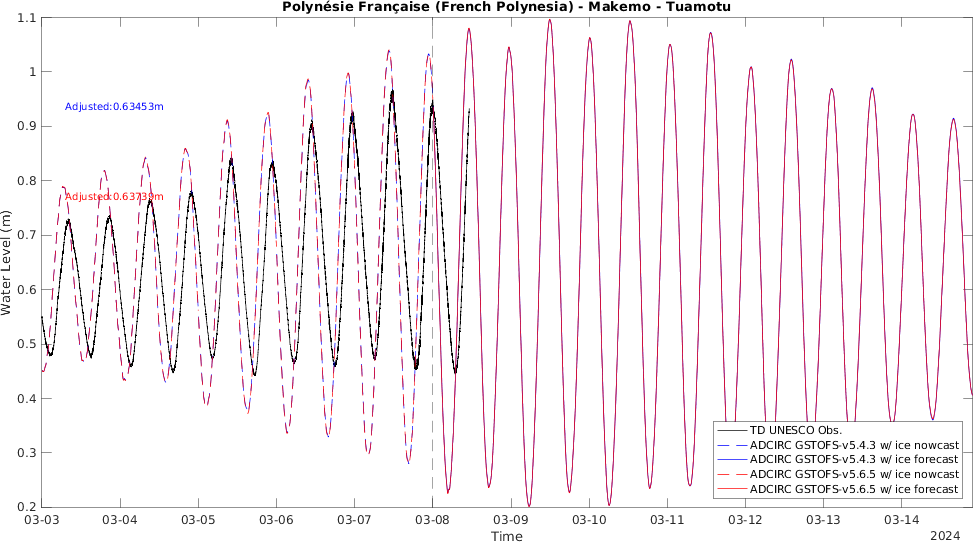 Polynésie Française (French Polynesia) - Makemo - Tuamotu
1.1
1
0.9
0.8
0.7
0.6
0.5
0.4
0.3
0.2
Water Level (m)
Adjusted:0.63453m
Adjusted:0.63739m
TD UNESCO Obs.
ADCIRC GSTOFS-v5.4.3 w/ ice nowcast
ADCIRC GSTOFS-v5.4.3 w/ ice forecast
ADCIRC GSTOFS-v5.6.5 w/ ice nowcast
ADCIRC GSTOFS-v5.6.5 w/ ice forecast
03-03 03-04 03-05 03-06 03-07 03-08 03-09 03-10 03-11 03-12 03-13 03-14
Time
2024